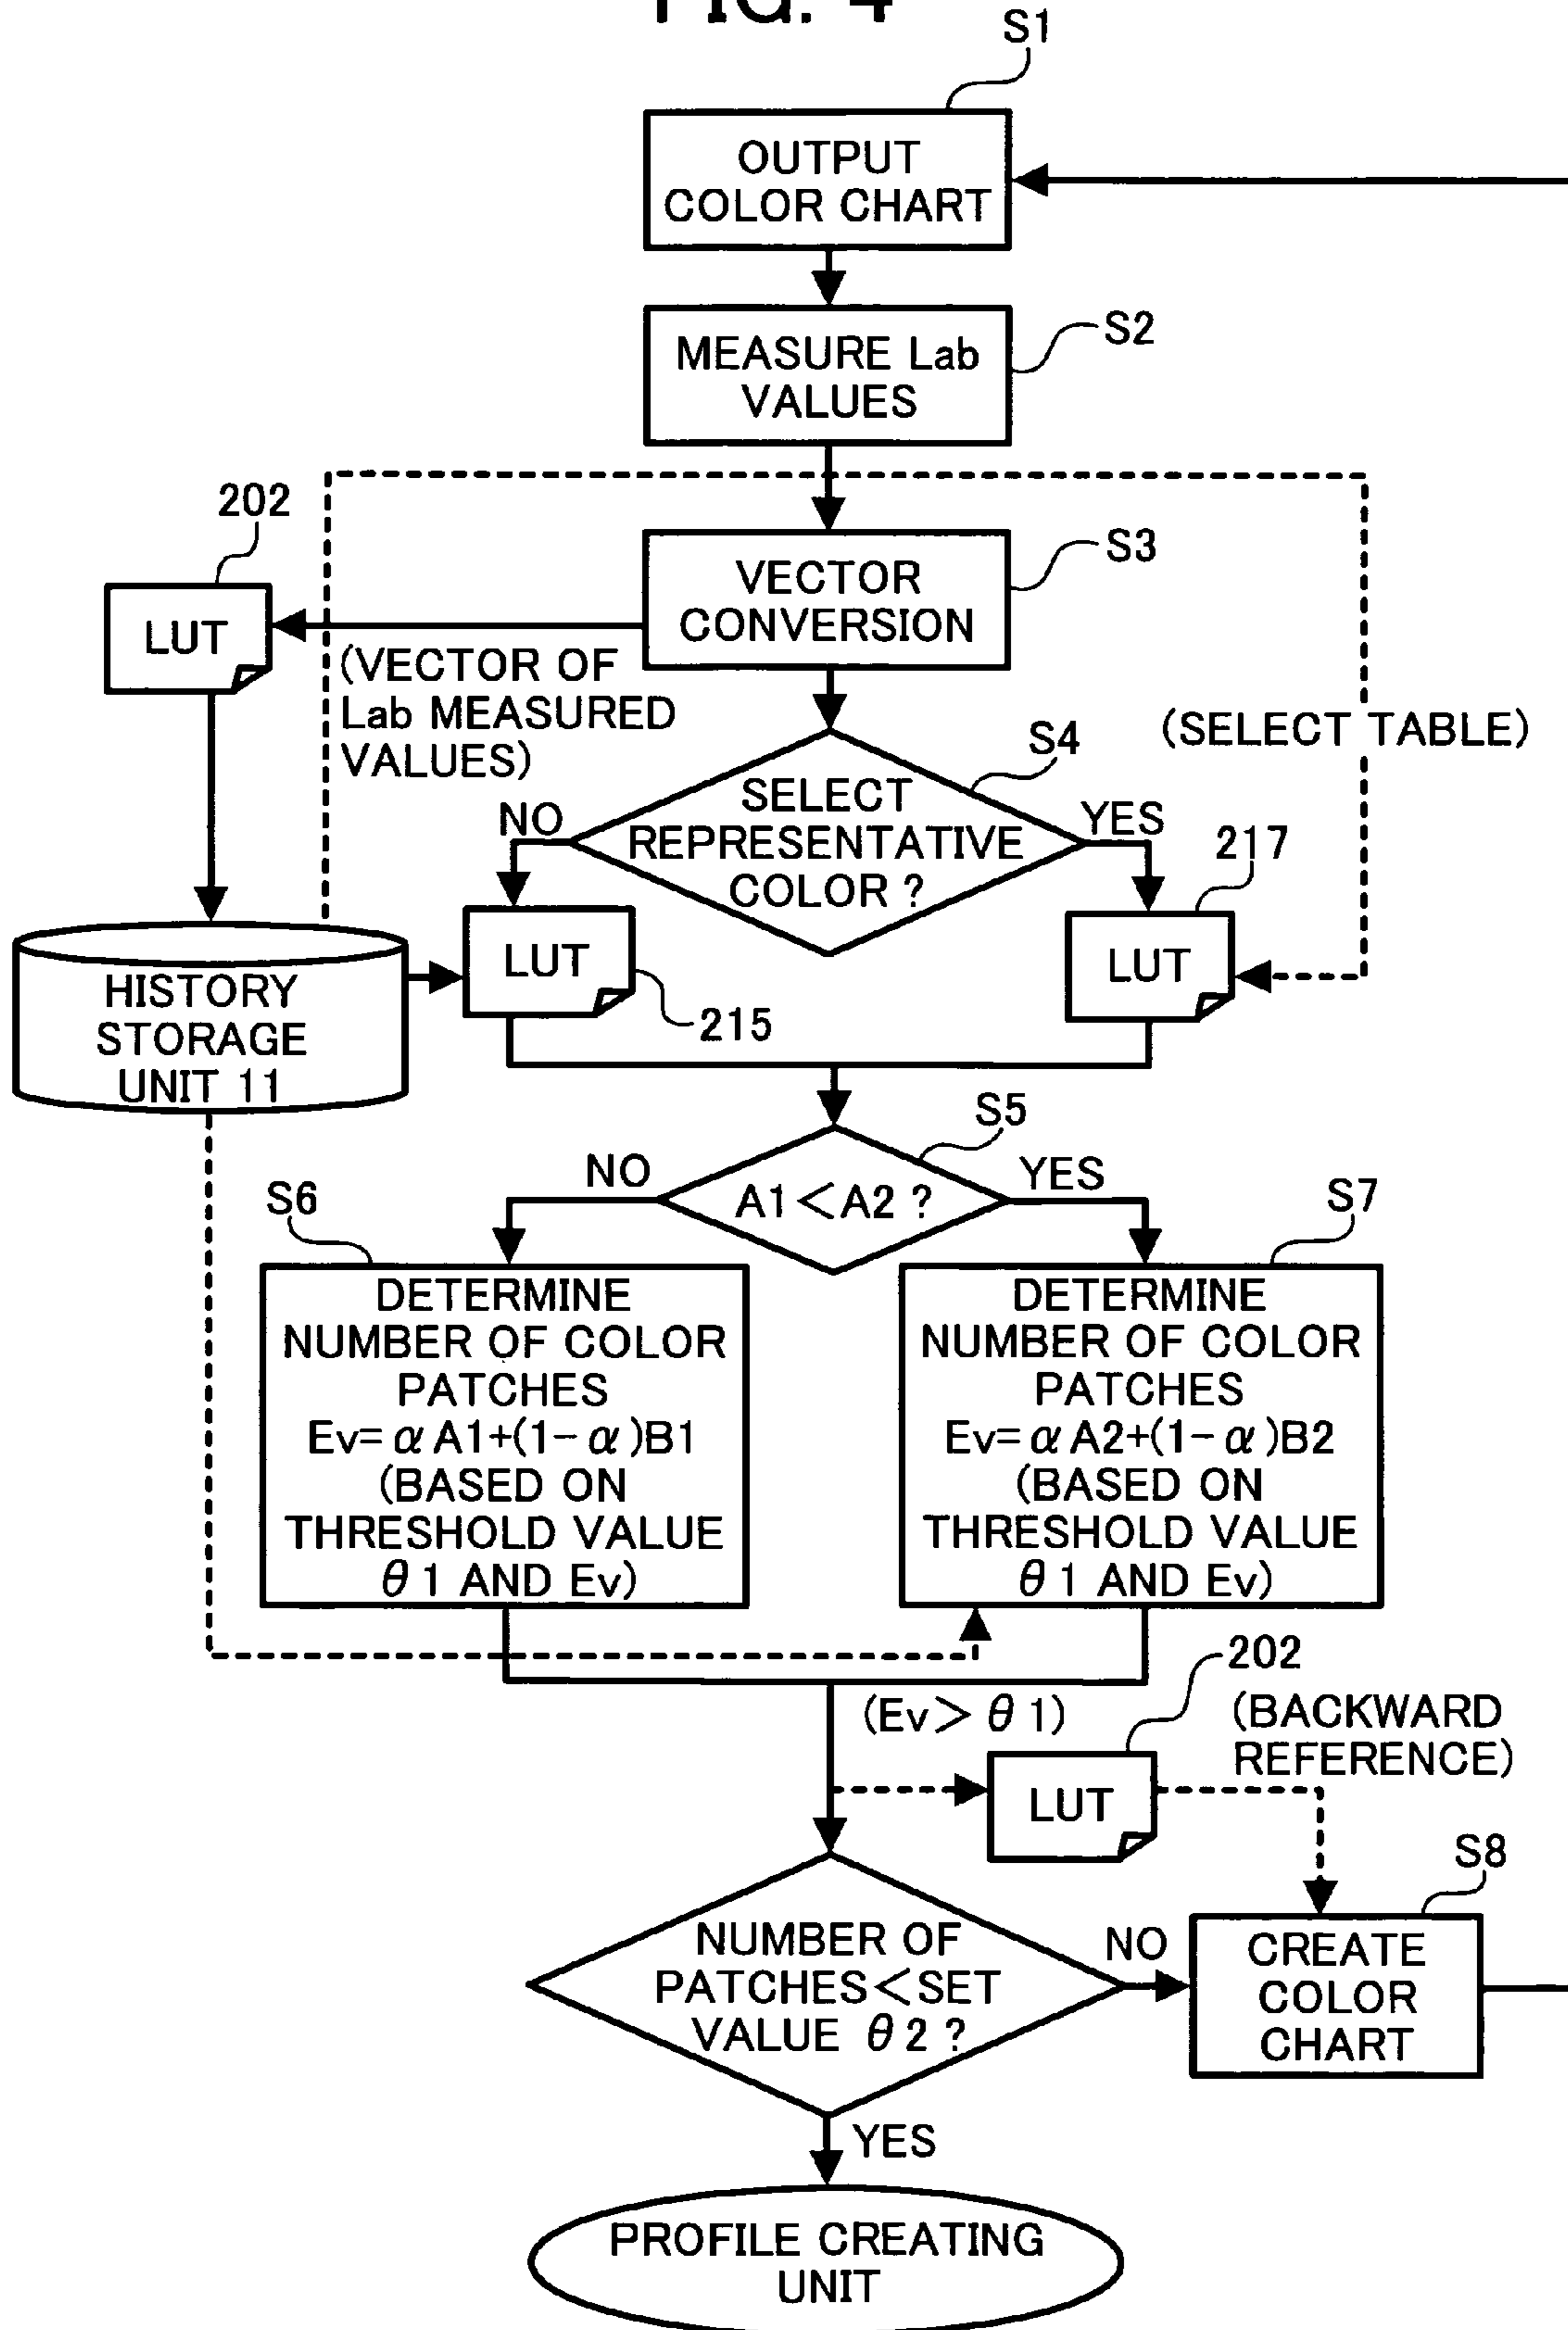 FIG. 4
S1
OUTPUT
COLOR CHART
S2
MEASURE Lab
VALUES
202
S3
VECTOR
CONVERSION
LUT
(VECTOR OF
Lab MEASURED
VALUES)
(SELECT TABLE)
S4
SELECT
REPRESENTATIVE
COLOR ?
NO
YES
217
LUT
LUT
215
HISTORY
STORAGE
UNIT 11
S5
A1<A2 ?
NO
YES
S6
S7
DETERMINE
NUMBER OF COLOR
PATCHES
Ev=αA1+(1-α)B1
(BASED ON
THRESHOLD VALUE
θ1 AND Ev)
DETERMINE
NUMBER OF COLOR
PATCHES
Ev=αA2+(1-α)B2
(BASED ON
THRESHOLD VALUE
θ1 AND Ev)
202
(Ev>θ1)
(BACKWARD
REFERENCE)
LUT
S8
NUMBER OF
PATCHES<SET
VALUE θ2 ?
NO
CREATE
COLOR
CHART
YES
PROFILE CREATING
UNIT